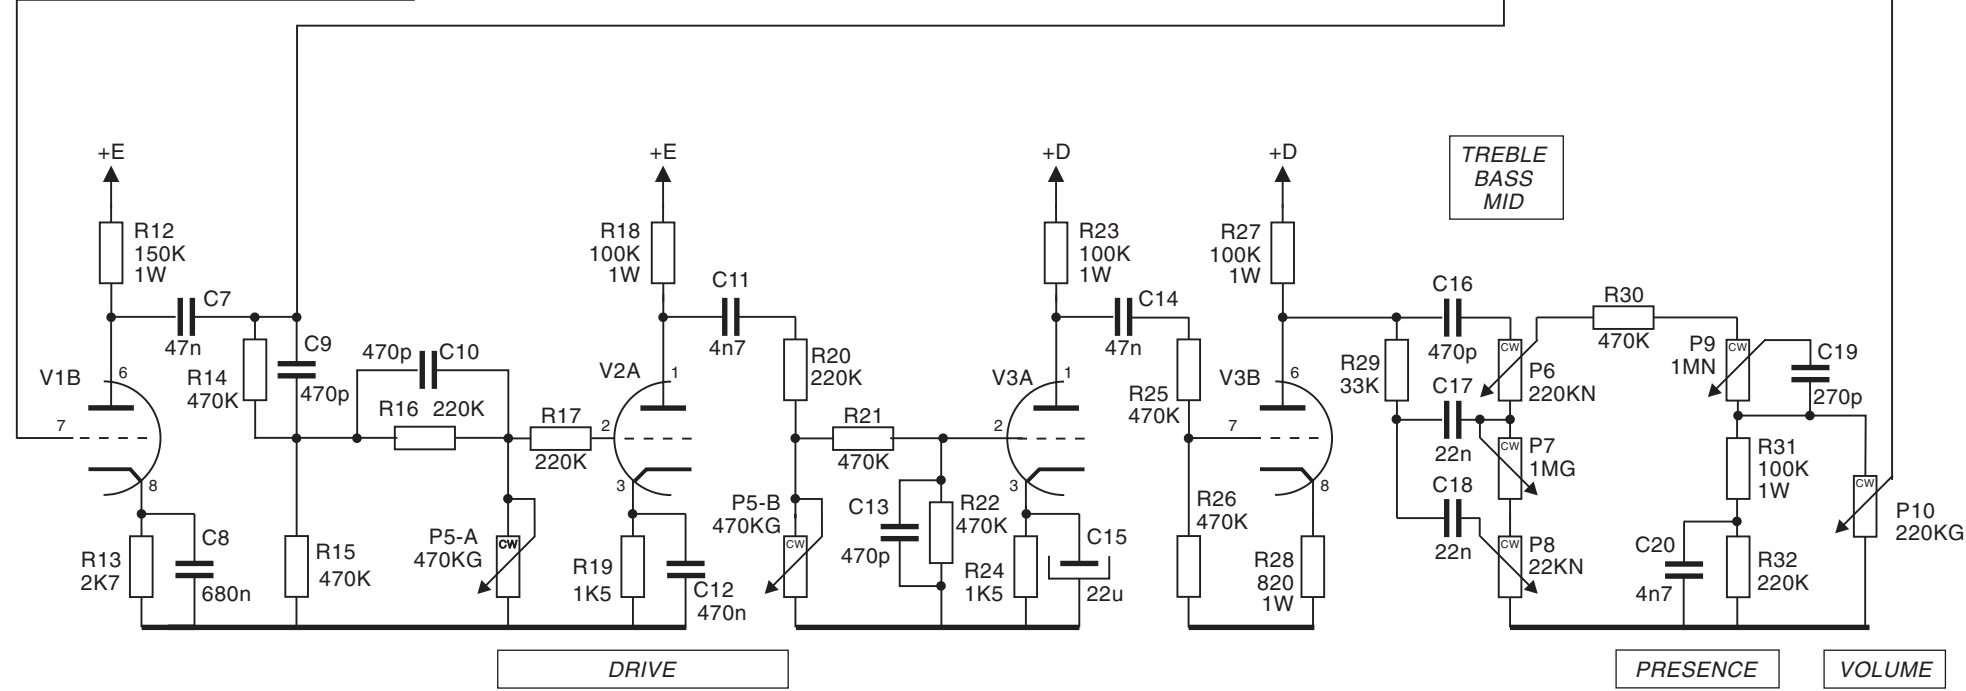 +E
+E
+D
+D
TREBLE
BASS
MID
R12
150K
1W
R18
100K
1W
R23
100K
1W
R27
100K
1W
C7
47n
C11
4n7
C14
47n
C16
470p
R30
470K
V1B
6
7
8
R14
470K
C9
470p
470p
C10
R16
220K
R17
220K
V2A
1
2
3
R20
220K
R21
470K
V3A
1
2
3
R25
470K
V3B
6
7
8
R29
33K
C17
22n
C18
22n
CW
P6
220KN
CW
P7
1MG
CW
P8
22KN
P9
1MN
CW
C19
270p
R31
100K
1W
CW
P10
220KG
R13
2K7
C8
680n
R15
470K
P5-A
470KG
CW
R19
1K5
C12
470n
P5-B
470KG
CW
C13
470p
R22
470K
R24
1K5
C15
22u
R26
470K
R28
820
1W
C20
4n7
R32
220K
DRIVE
PRESENCE
VOLUME